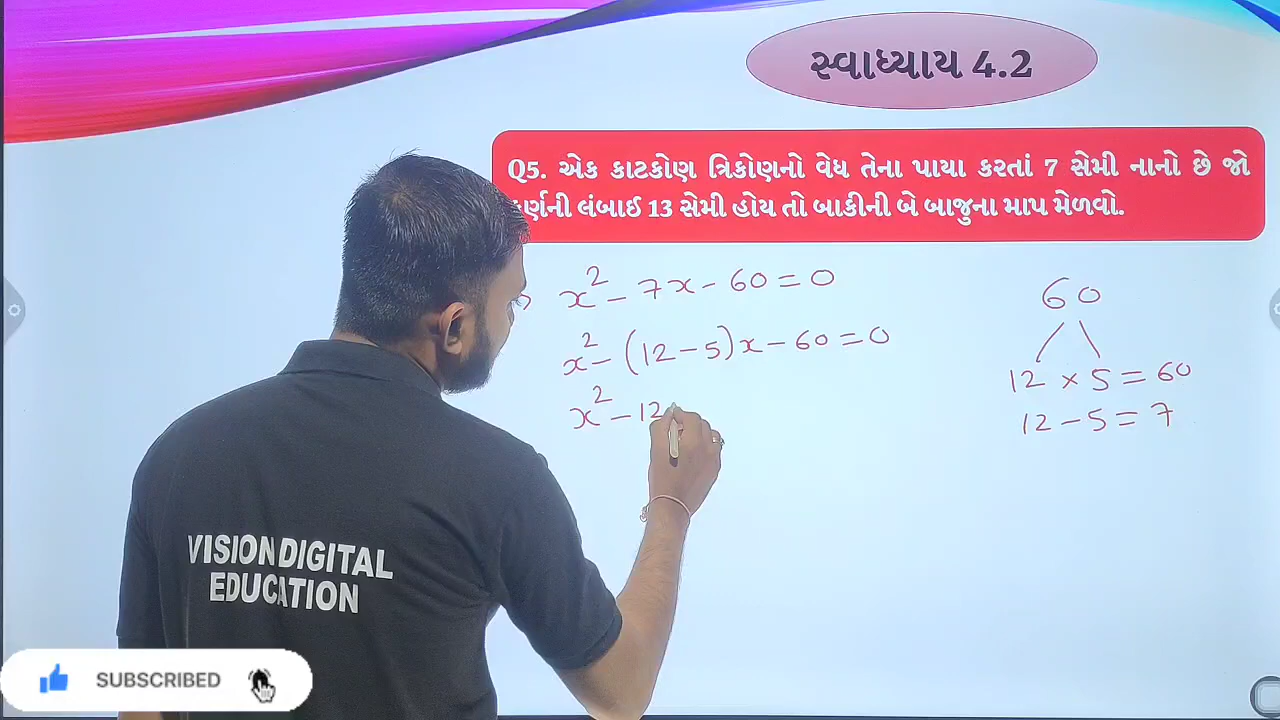 સ્વાધ્યાય 4.2
Q5. એક કાટકોણ ત્રિકોણનો વેધ તેના પાયા કરતાં 7 સેમી નાનો છે જો
લંબાઈ 13 સેમી હોય તો બાકીની બે બાજુના માપ મેળવો.
x² - 7x - 60 = 0
x² - (12 - 5)x - 60 = 0
x² - 12
60
12 × 5 = 60
12 - 5 = 7
VISION DIGITAL
EDUCATION
SUBSCRIBED